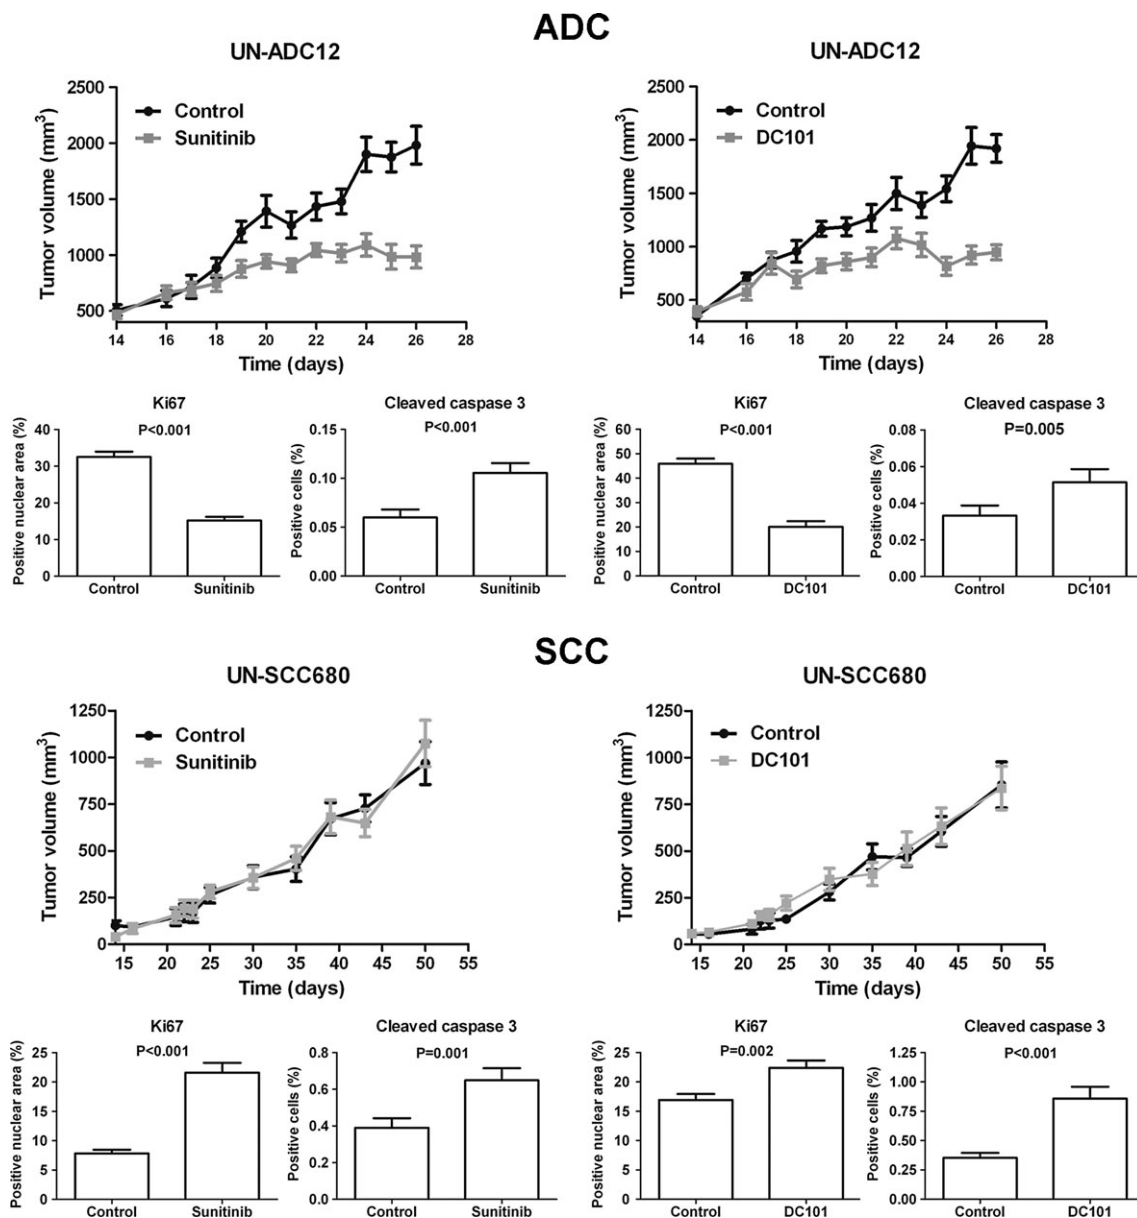 ADC
UN-ADC12
Control
Sunitinib
Tumor volume (mm³)
2500
2000
1500
1000
500
14 16 18 20 22 24 26 28
Time (days)
UN-ADC12
Control
DC101
Tumor volume (mm³)
2500
2000
1500
1000
500
14 16 18 20 22 24 26 28
Time (days)
Ki67
P<0.001
Positive nuclear area (%)
40
30
20
10
0
Control Sunitinib
Cleaved caspase 3
P<0.001
Positive cells (%)
0.15
0.10
0.05
0.00
Control Sunitinib
Ki67
P<0.001
Positive nuclear area (%)
60
50
40
30
20
10
0
Control DC101
Cleaved caspase 3
P=0.005
Positive cells (%)
0.08
0.06
0.04
0.02
0.00
Control DC101
SCC
UN-SCC680
Control
Sunitinib
Tumor volume (mm³)
1250
1000
750
500
250
0
15 20 25 30 35 40 45 50 55
Time (days)
UN-SCC680
Control
DC101
Tumor volume (mm³)
1250
1000
750
500
250
0
15 20 25 30 35 40 45 50 55
Time (days)
Ki67
P<0.001
Positive nuclear area (%)
25
20
15
10
5
0
Control Sunitinib
Cleaved caspase 3
P=0.001
Positive cells (%)
0.8
0.6
0.4
0.2
0.0
Control Sunitinib
Ki67
P=0.002
Positive nuclear area (%)
25
20
15
10
5
0
Control DC101
Cleaved caspase 3
P<0.001
Positive cells (%)
1.25
1.00
0.75
0.50
0.25
0.00
Control DC101